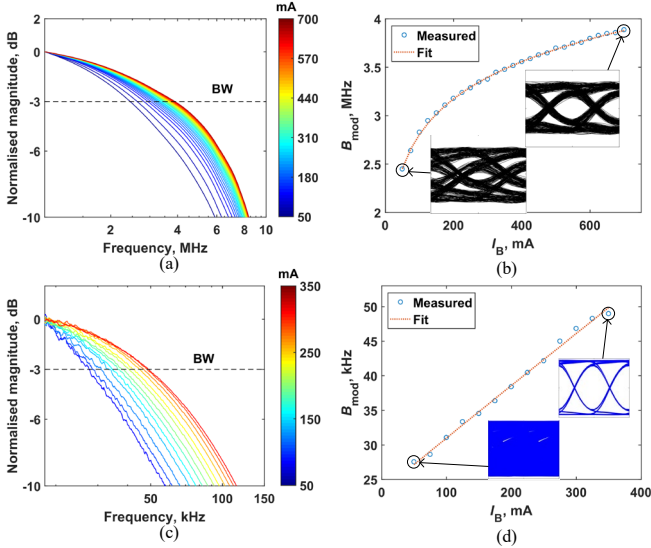 mA
700
570
440
310
180
50
Normalised magnitude, dB
2
0
-3
-6
-10
BW
2 4 6 8 10
Frequency, MHz
(a)
Measured
Fit
B_mod, MHz
4
3.5
3
2.5
2
0 200 400 600
I_B, mA
(b)
mA
350
250
150
50
Normalised magnitude, dB
0
-3
-6
-10
BW
50 100 150
Frequency, kHz
(c)
Measured
Fit
B_mod, kHz
50
45
40
35
30
25
0 100 200 300 400
I_B, mA
(d)